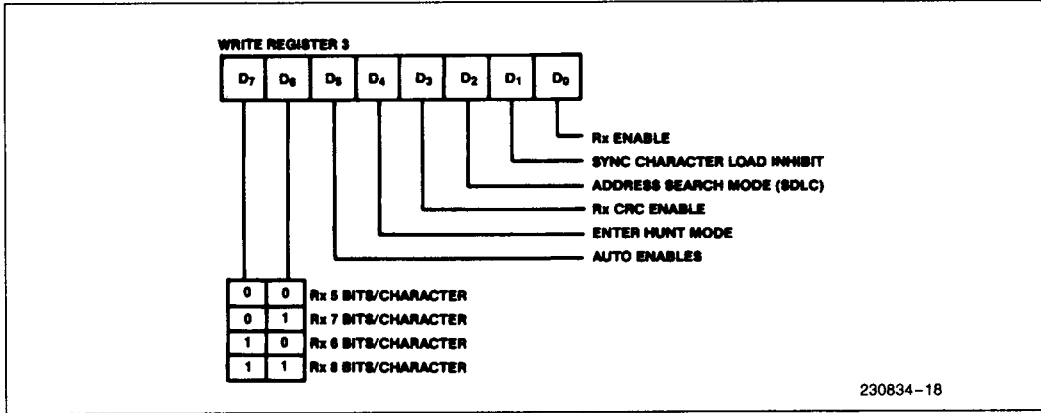 WRITE REGISTER 3
D7 D6 D5 D4 D3 D2 D1 D0
Rx ENABLE
SYNC CHARACTER LOAD INHIBIT
ADDRESS SEARCH MODE (SDLC)
Rx CRC ENABLE
ENTER HUNT MODE
AUTO ENABLES
0 0 Rx 5 BITS/CHARACTER
0 1 Rx 7 BITS/CHARACTER
1 0 Rx 6 BITS/CHARACTER
1 1 Rx 8 BITS/CHARACTER
230834-18